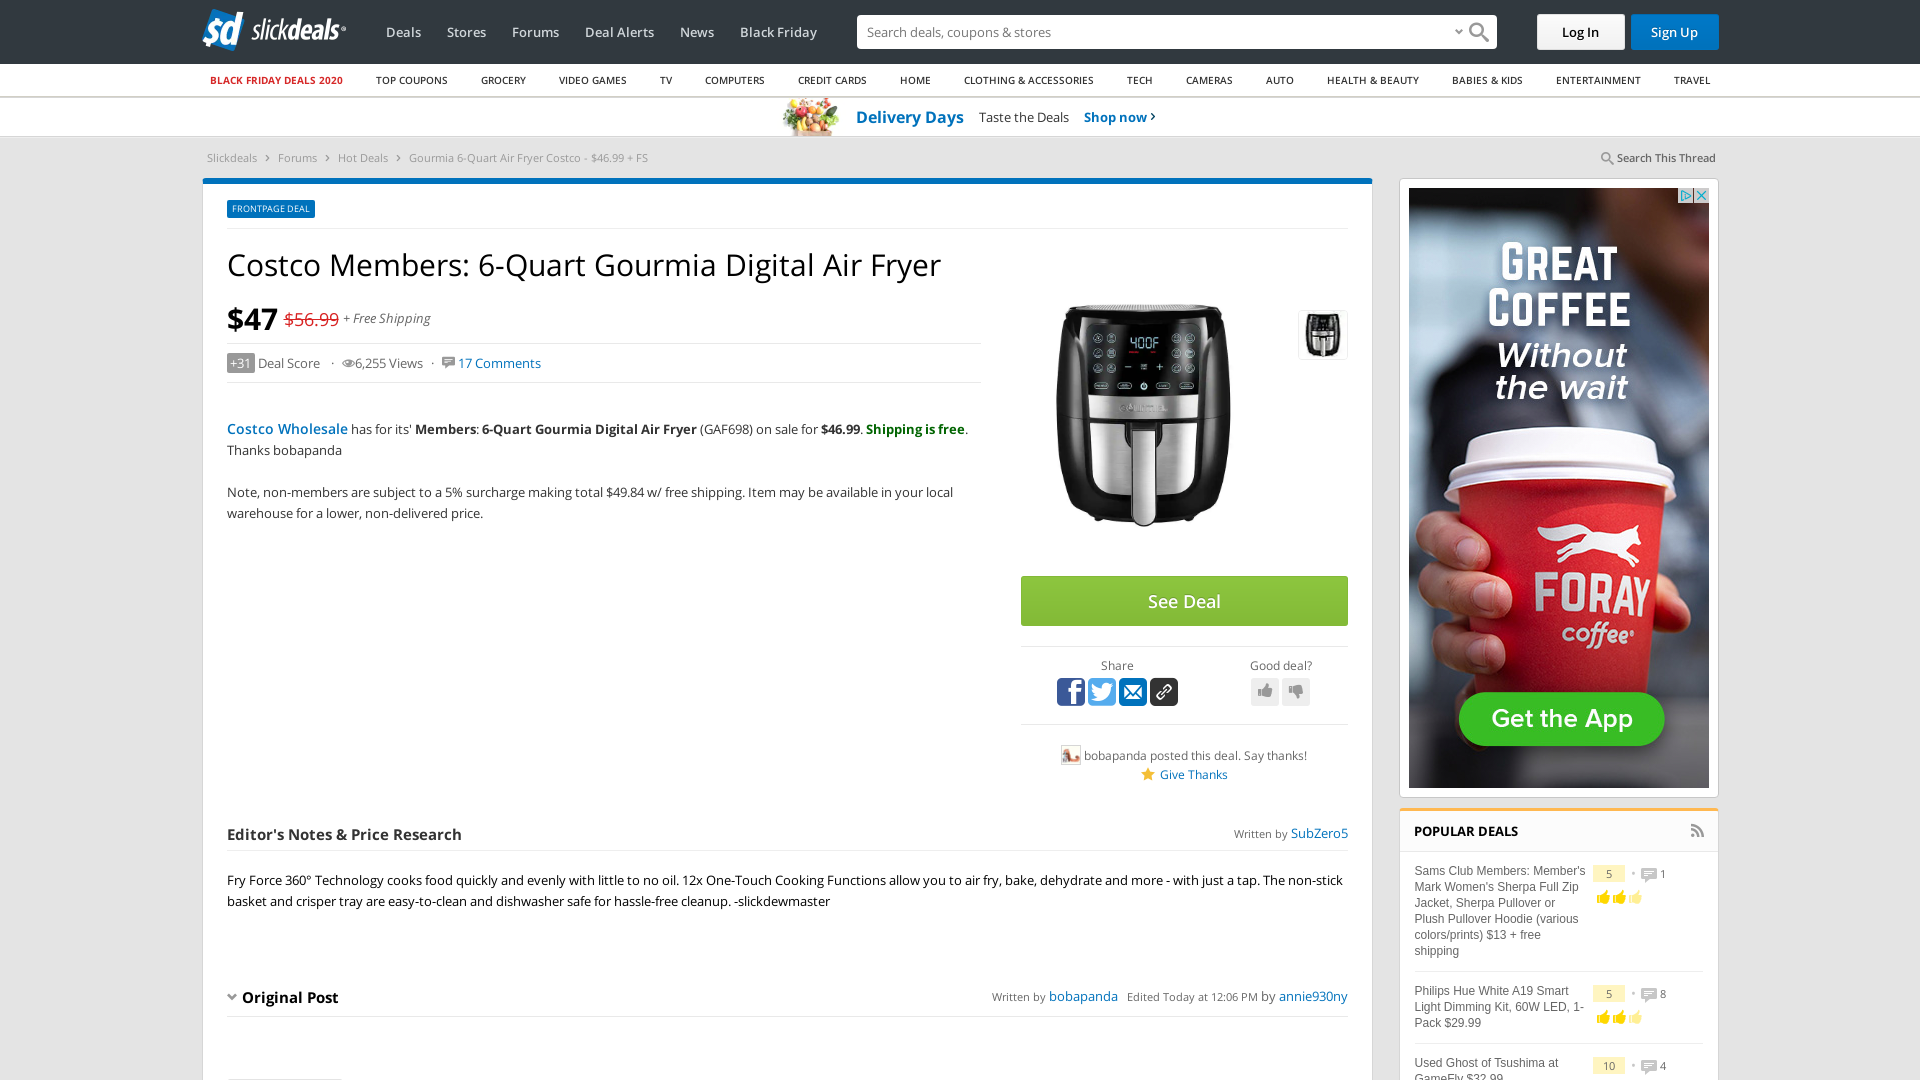 slickdeals
Deals
Stores
Forums
Deal Alerts
News
Black Friday
Search deals, coupons & stores
Log In
Sign Up
BLACK FRIDAY DEALS 2020
TOP COUPONS
GROCERY
VIDEO GAMES
TV
COMPUTERS
CREDIT CARDS
HOME
CLOTHING & ACCESSORIES
TECH
CAMERAS
AUTO
HEALTH & BEAUTY
BABIES & KIDS
ENTERTAINMENT
TRAVEL
Delivery Days Taste the Deals Shop now
Slickdeals › Forums › Hot Deals › Gourmia 6-Quart Air Fryer Costco - $46.99 + FS
Search This Thread
FRONTPAGE DEAL
Costco Members: 6-Quart Gourmia Digital Air Fryer
$47 $56.99 + Free Shipping
+31 Deal Score · 6,255 Views · 17 Comments
Costco Wholesale has for its' Members: 6-Quart Gourmia Digital Air Fryer (GAF698) on sale for $46.99. Shipping is free.
Thanks bobapanda
Note, non-members are subject to a 5% surcharge making total $49.84 w/ free shipping. Item may be available in your local
warehouse for a lower, non-delivered price.
400F
See Deal
Share
Good deal?
bobapanda posted this deal. Say thanks!
Give Thanks
Editor's Notes & Price Research
Written by SubZero5
Fry Force 360° Technology cooks food quickly and evenly with little to no oil. 12x One-Touch Cooking Functions allow you to air fry, bake, dehydrate and more - with just a tap. The non-stick
basket and crisper tray are easy-to-clean and dishwasher safe for hassle-free cleanup. -slickdewmaster
Original Post
Written by bobapanda Edited Today at 12:06 PM by annie930ny
GREAT
COFFEE
Without
the wait
FORAY
coffee
Get the App
POPULAR DEALS
Sams Club Members: Member's
Mark Women's Sherpa Full Zip
Jacket, Sherpa Pullover or
Plush Pullover Hoodie (various
colors/prints) $13 + free
shipping
5 • 1
Philips Hue White A19 Smart
Light Dimming Kit, 60W LED, 1-
Pack $29.99
5 • 8
Used Ghost of Tsushima at
GameFly $32.99
10 • 4